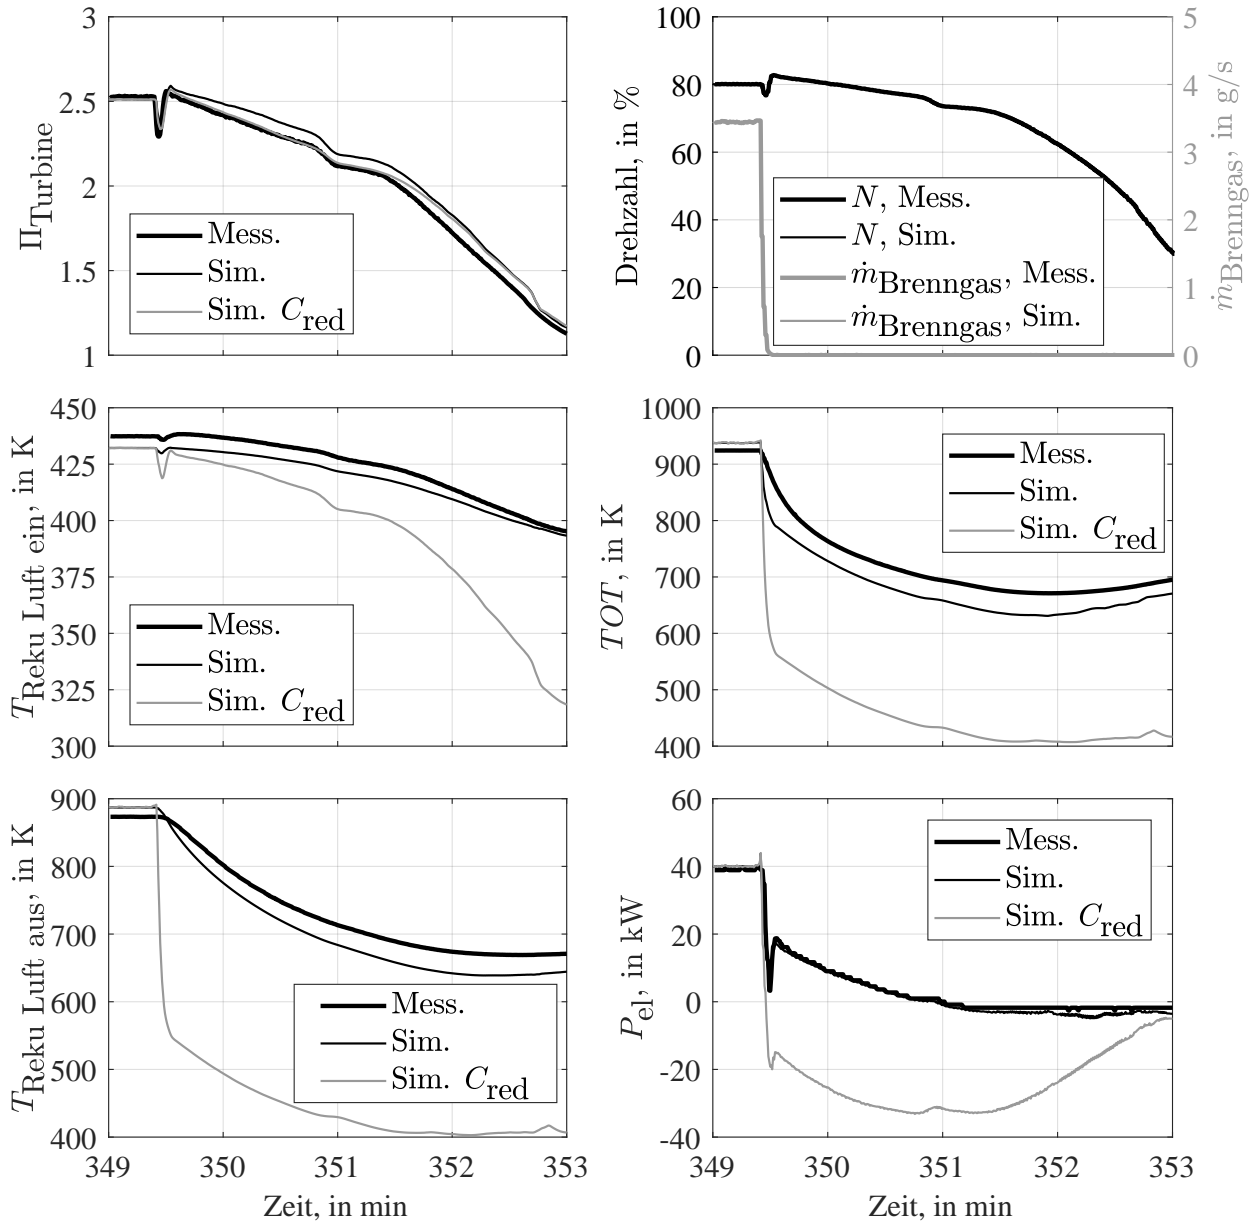 3
2.5
2
1.5
1
ΠTurbine
Mess.
Sim.
Sim. Cred
100
80
60
40
20
0
Drehzahl, in %
5
4
3
2
1
0
ṁBrenngas, in g/s
N, Mess.
N, Sim.
ṁBrenngas, Mess.
ṁBrenngas, Sim.
450
425
400
375
350
325
300
TReku Luft ein, in K
Mess.
Sim.
Sim. Cred
1000
900
800
700
600
500
400
TOT, in K
Mess.
Sim.
Sim. Cred
900
800
700
600
500
400
TReku Luft aus, in K
Mess.
Sim.
Sim. Cred
349 350 351 352 353
Zeit, in min
60
40
20
0
-20
-40
Pel, in kW
Mess.
Sim.
Sim. Cred
349 350 351 352 353
Zeit, in min